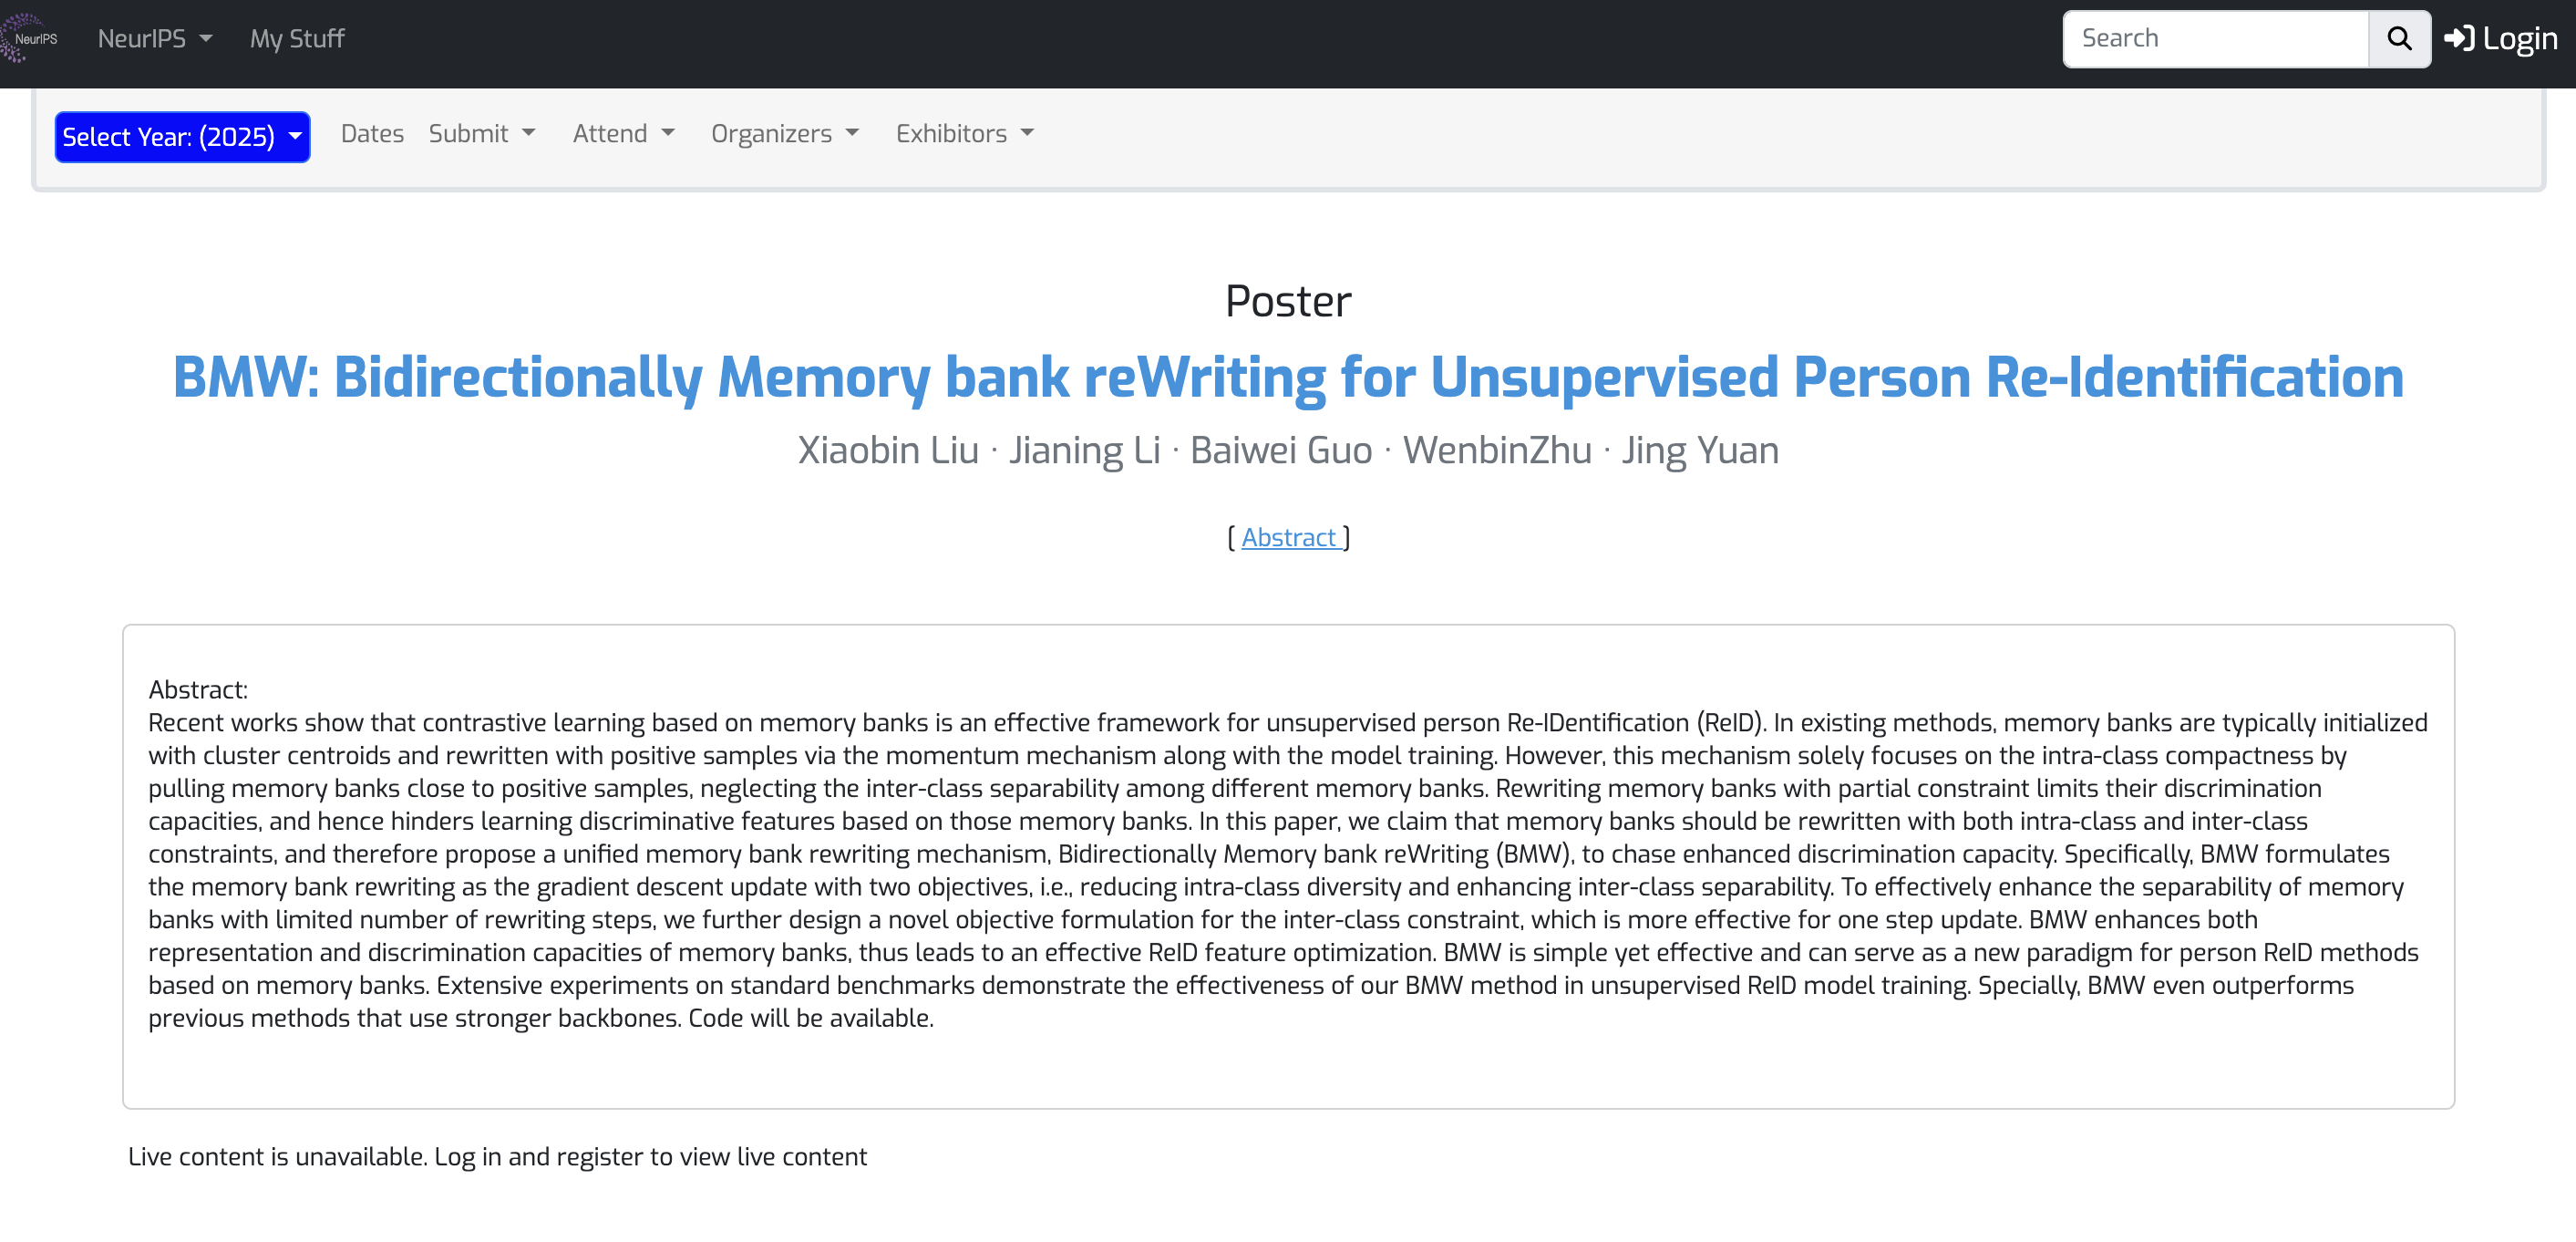 NeurIPS
NeurIPS
My Stuff
Search
Login
Select Year: (2025)
Dates
Submit
Attend
Organizers
Exhibitors
Poster
BMW: Bidirectionally Memory bank reWriting for Unsupervised Person Re-Identification
Xiaobin Liu · Jianing Li · Baiwei Guo · WenbinZhu · Jing Yuan
[ Abstract ]
Abstract:
Recent works show that contrastive learning based on memory banks is an effective framework for unsupervised person Re-IDentification (ReID). In existing methods, memory banks are typically initialized
with cluster centroids and rewritten with positive samples via the momentum mechanism along with the model training. However, this mechanism solely focuses on the intra-class compactness by
pulling memory banks close to positive samples, neglecting the inter-class separability among different memory banks. Rewriting memory banks with partial constraint limits their discrimination
capacities, and hence hinders learning discriminative features based on those memory banks. In this paper, we claim that memory banks should be rewritten with both intra-class and inter-class
constraints, and therefore propose a unified memory bank rewriting mechanism, Bidirectionally Memory bank reWriting (BMW), to chase enhanced discrimination capacity. Specifically, BMW formulates
the memory bank rewriting as the gradient descent update with two objectives, i.e., reducing intra-class diversity and enhancing inter-class separability. To effectively enhance the separability of memory
banks with limited number of rewriting steps, we further design a novel objective formulation for the inter-class constraint, which is more effective for one step update. BMW enhances both
representation and discrimination capacities of memory banks, thus leads to an effective ReID feature optimization. BMW is simple yet effective and can serve as a new paradigm for person ReID methods
based on memory banks. Extensive experiments on standard benchmarks demonstrate the effectiveness of our BMW method in unsupervised ReID model training. Specially, BMW even outperforms
previous methods that use stronger backbones. Code will be available.
Live content is unavailable. Log in and register to view live content